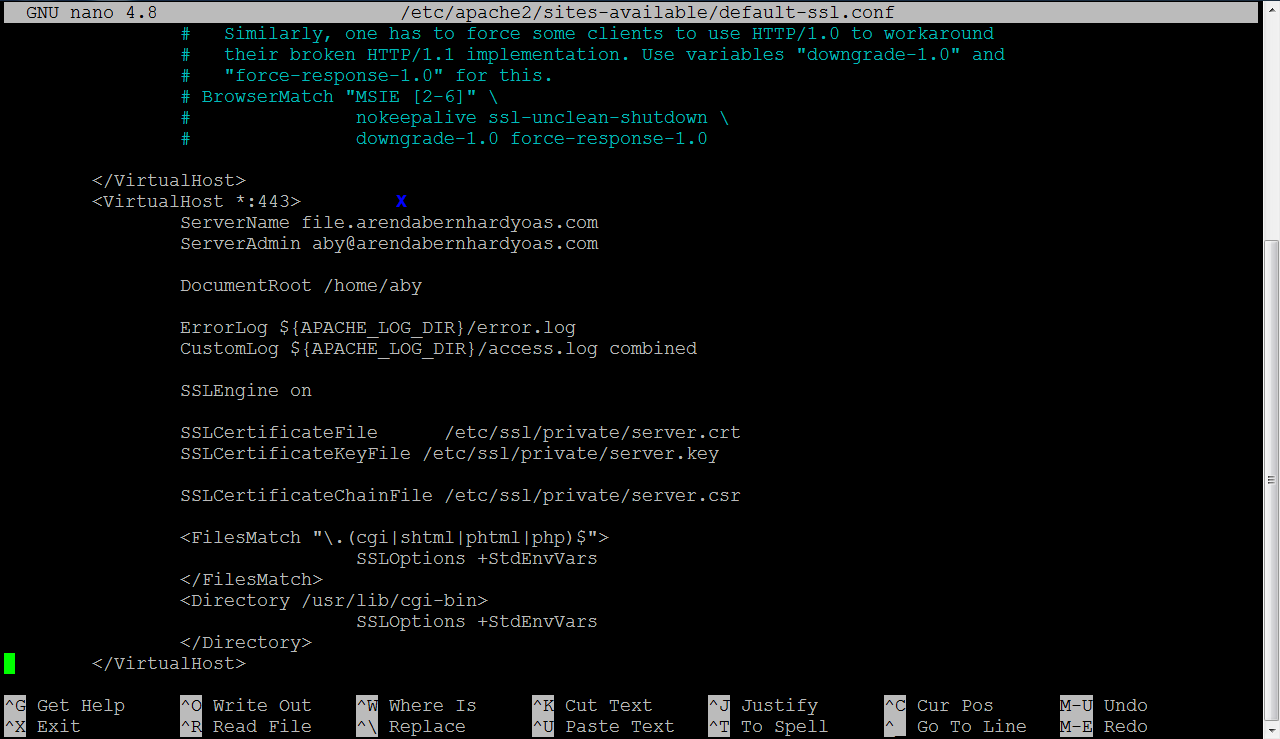 GNU nano 4.8 /etc/apache2/sites-available/default-ssl.conf
#   Similarly, one has to force some clients to use HTTP/1.0 to workaround
#   their broken HTTP/1.1 implementation. Use variables "downgrade-1.0" and
#   "force-response-1.0" for this.
# BrowserMatch "MSIE [2-6]" \
#               nokeepalive ssl-unclean-shutdown \
#               downgrade-1.0 force-response-1.0
</VirtualHost>
<VirtualHost *:443> X
ServerName file.arendabernhardyoas.com
ServerAdmin aby@arendabernhardyoas.com
DocumentRoot /home/aby
ErrorLog ${APACHE_LOG_DIR}/error.log
CustomLog ${APACHE_LOG_DIR}/access.log combined
SSLEngine on
SSLCertificateFile      /etc/ssl/private/server.crt
SSLCertificateKeyFile /etc/ssl/private/server.key
SSLCertificateChainFile /etc/ssl/private/server.csr
<FilesMatch "\.(cgi|shtml|phtml|php)$">
SSLOptions +StdEnvVars
</FilesMatch>
<Directory /usr/lib/cgi-bin>
SSLOptions +StdEnvVars
</Directory>
</VirtualHost>
^G Get Help ^O Write Out ^W Where Is ^K Cut Text ^J Justify ^C Cur Pos M-U Undo
^X Exit ^R Read File ^\ Replace ^U Paste Text ^T To Spell ^_ Go To Line M-E Redo